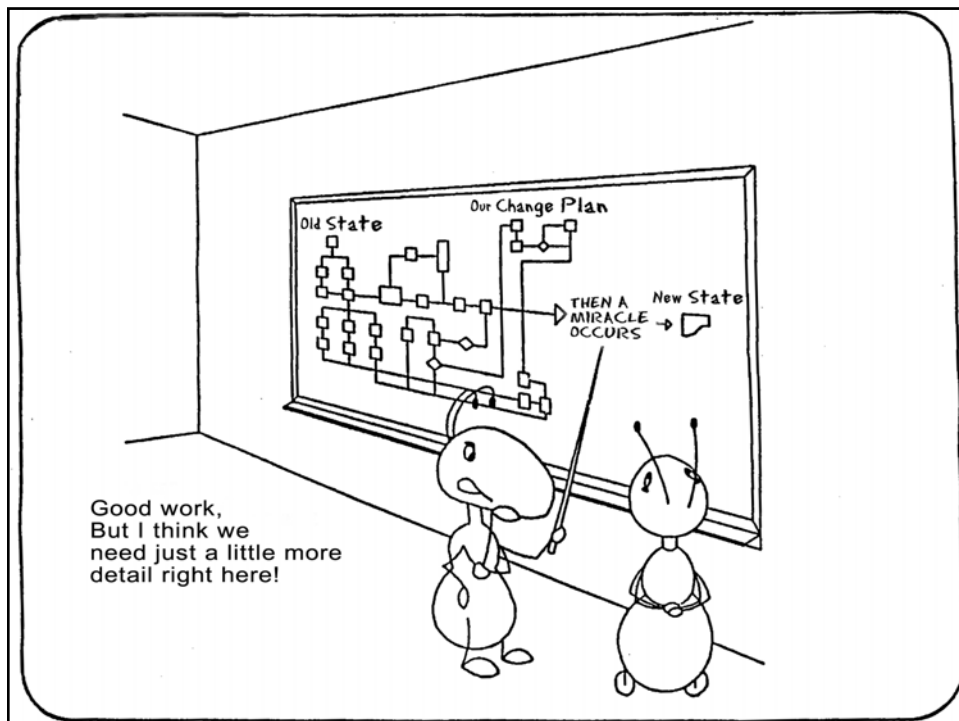 Our Change Plan
Old State
New State
THEN A
MIRACLE
OCCURS
Good work,
But I think we
need just a little more
detail right here!